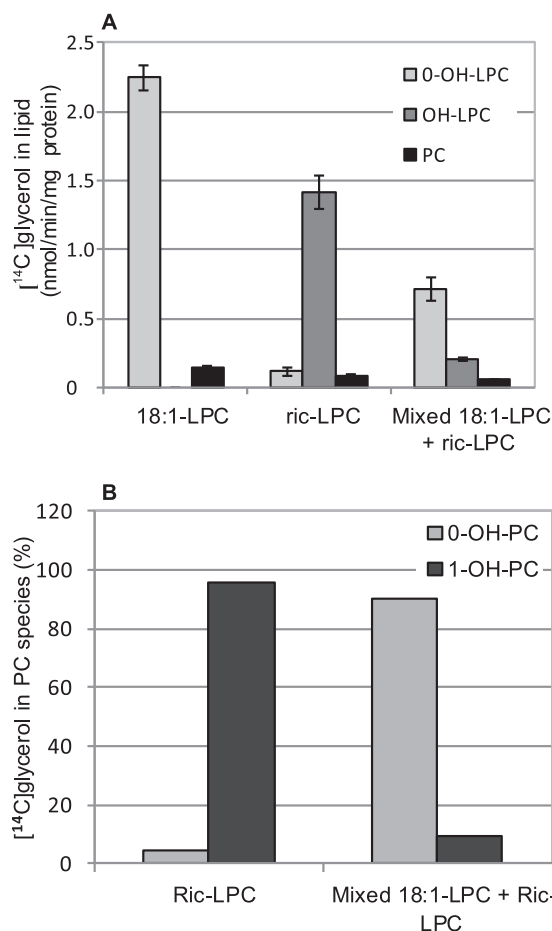 A
[¹⁴C]glycerol in lipid
(nmol/min/mg protein)
2.5
2.0
1.5
1.0
0.5
0
0-OH-LPC
OH-LPC
PC
18:1-LPC
ric-LPC
Mixed 18:1-LPC
+ ric-LPC
B
[¹⁴C]glycerol in PC species (%)
120
100
80
60
40
20
0
0-OH-PC
1-OH-PC
Ric-LPC
Mixed 18:1-LPC + Ric-
LPC